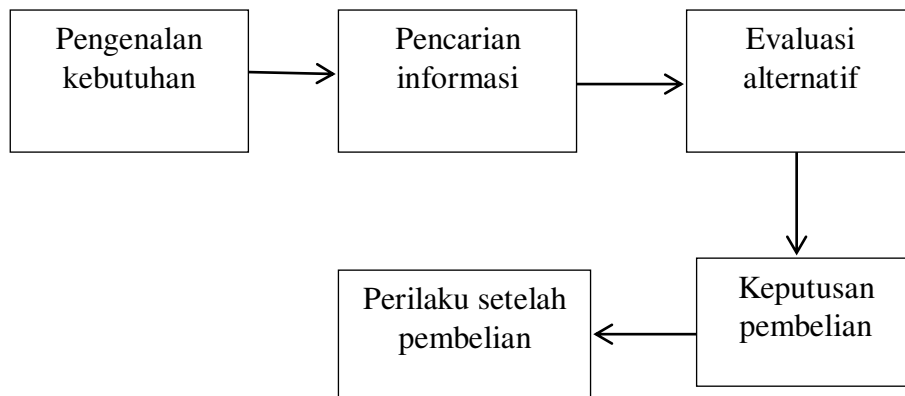 Pengenalan
kebutuhan
Pencarian
informasi
Evaluasi
alternatif
Keputusan
pembelian
Perilaku setelah
pembelian